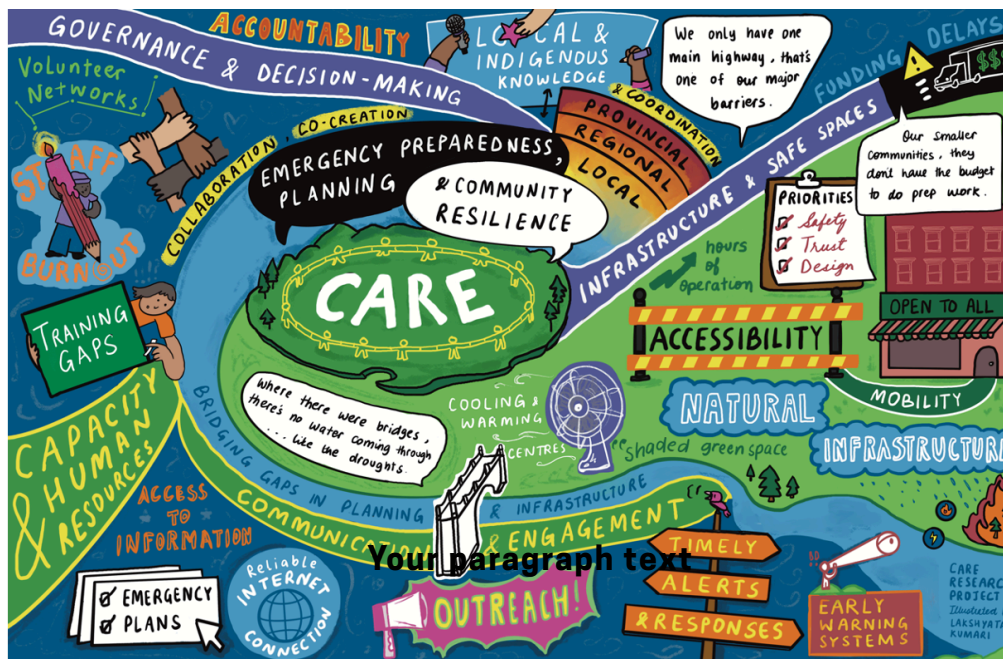 GOVERNANCE & DECISION-MAKING
ACCOUNTABILITY
LOCAL &
INDIGENOUS
KNOWLEDGE
We only have one
main highway, that's
one of our major
barriers.
FUNDING
DELAYS
$$
Volunteer
Networks
STAFF
BURNOUT
COLLABORATION, CO-CREATION
& COORDINATION
PROVINCIAL
REGIONAL
LOCAL
EMERGENCY PREPAREDNESS,
PLANNING
& COMMUNITY
RESILIENCE
INFRASTRUCTURE & SAFE SPACES
Our smaller
communities, they
don't have the budget
to do prep work.
PRIORITIES
Safety
Trust
Design
hours
of
operation
OPEN TO ALL
CARE
TRAINING
GAPS
ACCESSIBILITY
MOBILITY
NATURAL
INFRASTRUCTURE
"shaded greenspace
COOLING &
WARMING
CENTRES
Where there were bridges,
there's no water coming through
... like the droughts.
BRIDGING GAPS IN PLANNING & INFRASTRUCTURE
CAPACITY
& HUMAN
RESOURCES
COMMUNIC
& ENGAGEMENT
Your paragraph text
ACCESS
TO
INFORMATION
EMERGENCY
PLANS
Reliable
INTERNET
CONNECTION
OUTREACH!
TIMELY
ALERTS
& RESPONSES
EARLY
WARNING
SYSTEMS
CARE
RESEARC
PROJECT
Illustrated
LAKSHYAT
KUMARI